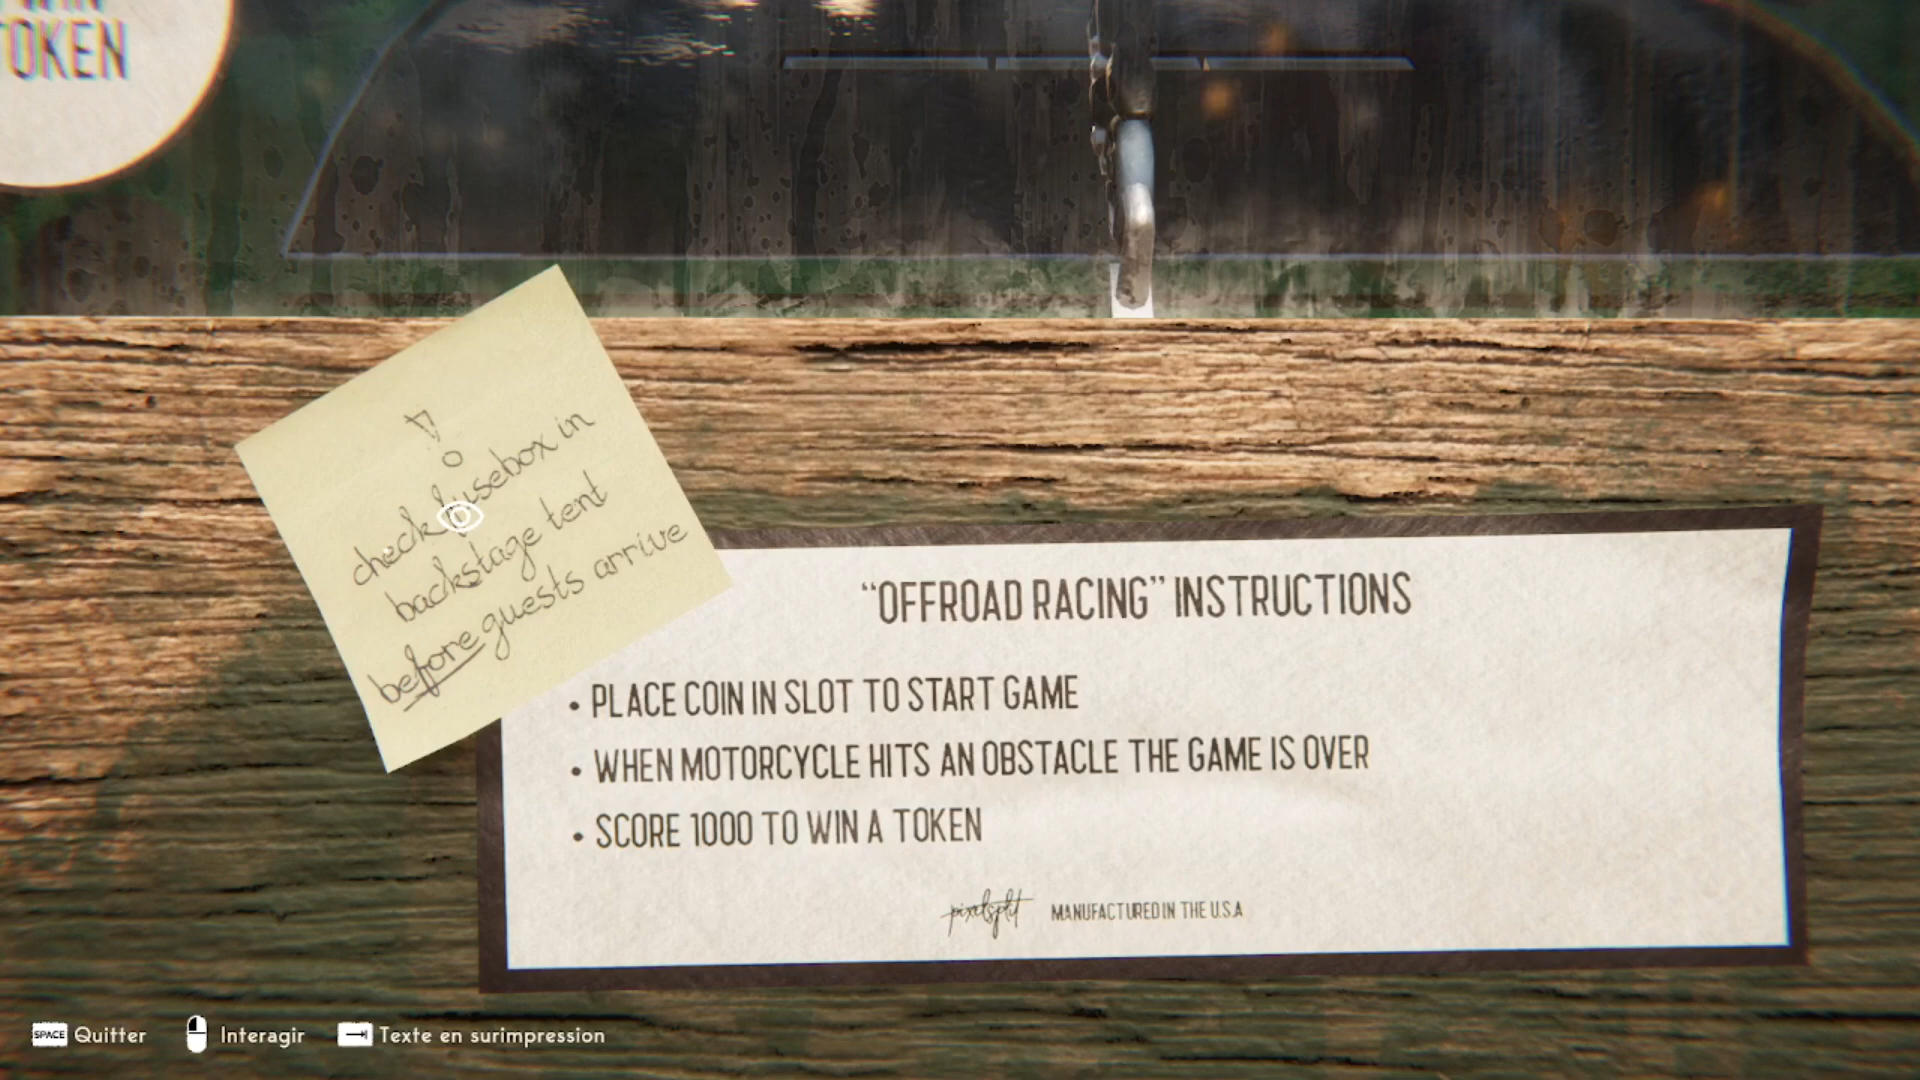 TOKEN
!
check fusebox in
backstage tent
before guests arrive
"OFFROAD RACING" INSTRUCTIONS
• PLACE COIN IN SLOT TO START GAME
• WHEN MOTORCYCLE HITS AN OBSTACLE THE GAME IS OVER
• SCORE 1000 TO WIN A TOKEN
pixelsplit MANUFACTURED IN THE U.S.A
SPACE Quitter Interagir Texte en surimpression